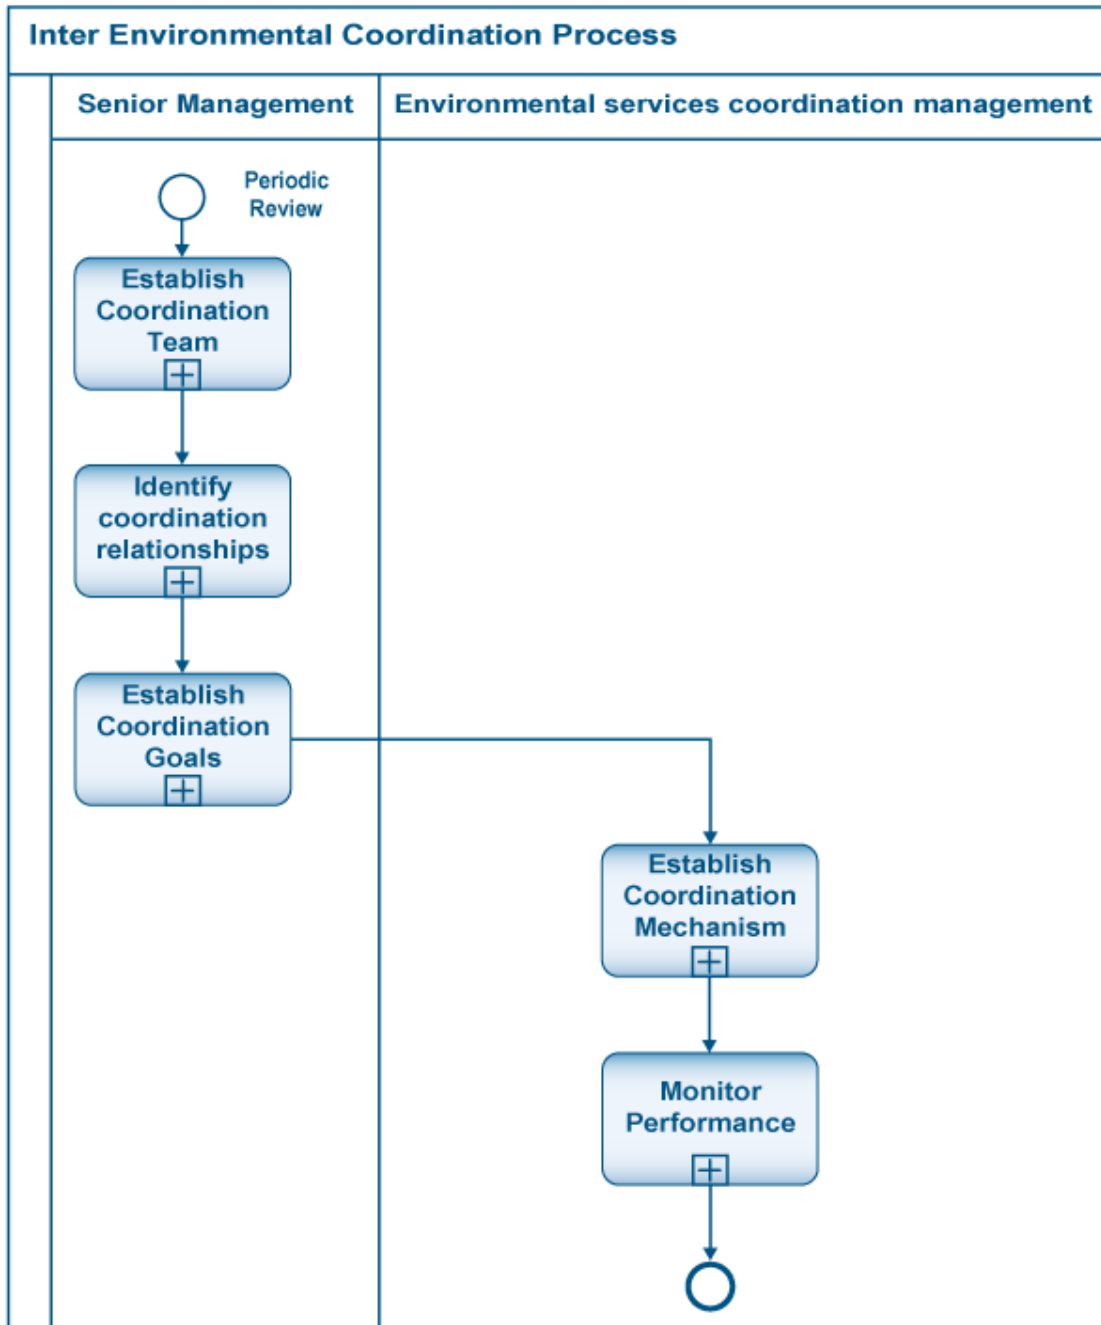 Inter Environmental Coordination Process
Senior Management
Environmental services coordination management
Periodic
Review
Establish
Coordination
Team
Identify
coordination
relationships
Establish
Coordination
Goals
Establish
Coordination
Mechanism
Monitor
Performance